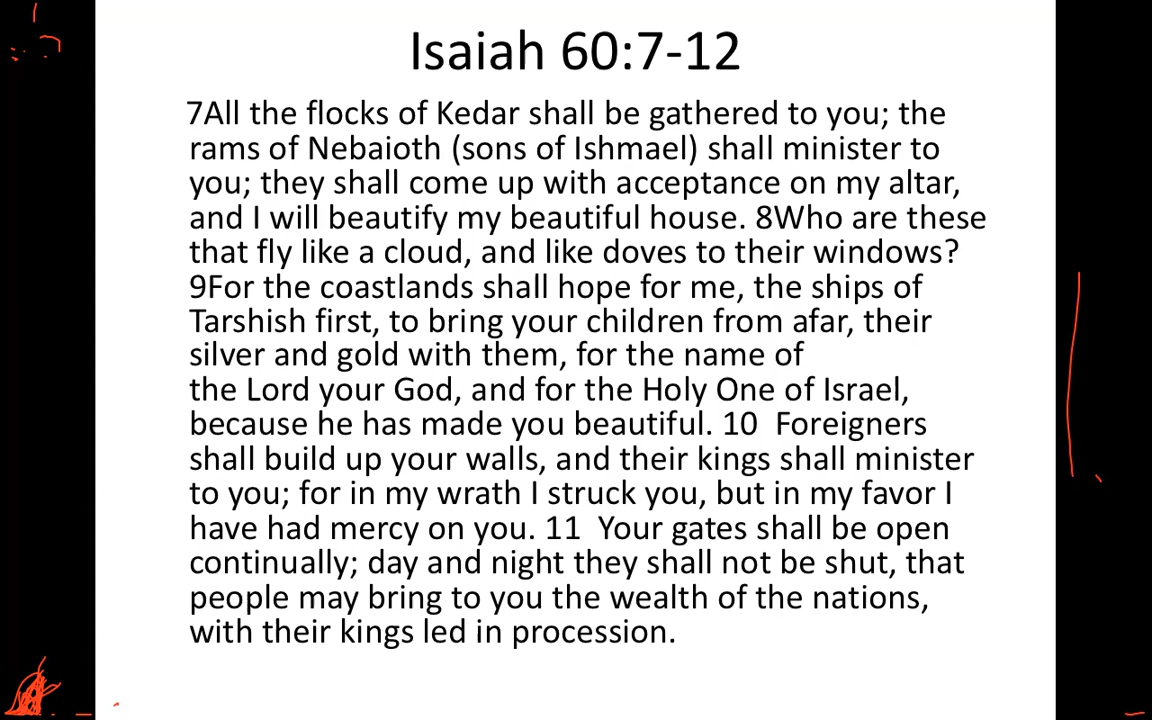 Isaiah 60:7-12
7All the flocks of Kedar shall be gathered to you; the
rams of Nebaioth (sons of Ishmael) shall minister to
you; they shall come up with acceptance on my altar,
and I will beautify my beautiful house. 8Who are these
that fly like a cloud, and like doves to their windows?
9For the coastlands shall hope for me, the ships of
Tarshish first, to bring your children from afar, their
silver and gold with them, for the name of
the Lord your God, and for the Holy One of Israel,
because he has made you beautiful. 10  Foreigners
shall build up your walls, and their kings shall minister
to you; for in my wrath I struck you, but in my favor I
have had mercy on you. 11  Your gates shall be open
continually; day and night they shall not be shut, that
people may bring to you the wealth of the nations,
with their kings led in procession.